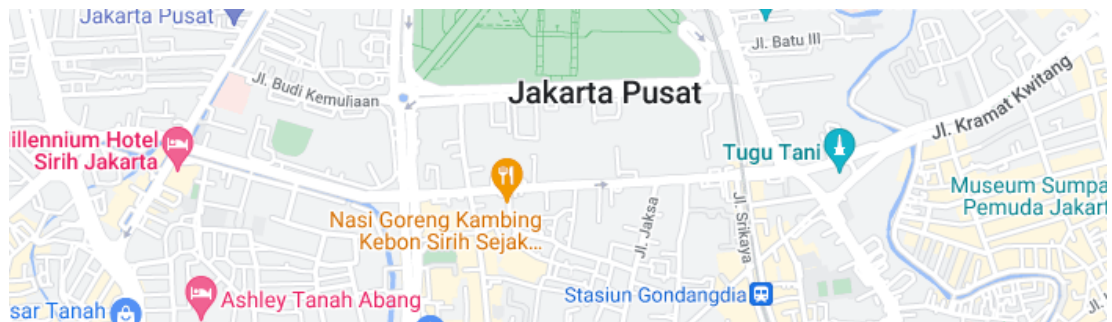 Jakarta Pusat
Jl. Batu III
Jl. Budi Kemuliaan
Jakarta Pusat
Jl. Kramat Kwitang
illennium Hotel
Sirih Jakarta
Tugu Tani
Museum Sumpa
Pemuda Jakart
Nasi Goreng Kambing
Kebon Sirih Sejak...
Jl. Jaksa
Jl. Srikaya
Stasiun Gondangdia
Ashley Tanah Abang
sar Tanah
Jl.